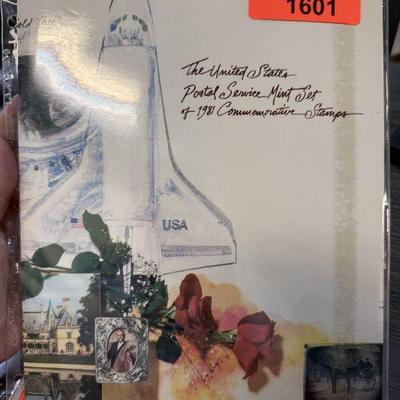 1601
The United States
Postal Service Mint Set
of 1981 Commemorative Stamps
USA